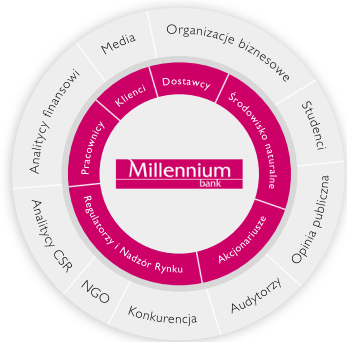 Media
Organizacje biznesowe
Studenci
Opinia publiczna
Audytorzy
Konkurencja
NGO
Analitycy CSR
Analitycy finansowi
Klienci
Dostawcy
Środowisko naturalne
Akcjonariusze
Regulatorzy i Nadzór Rynku
Pracownicy
Millennium
bank